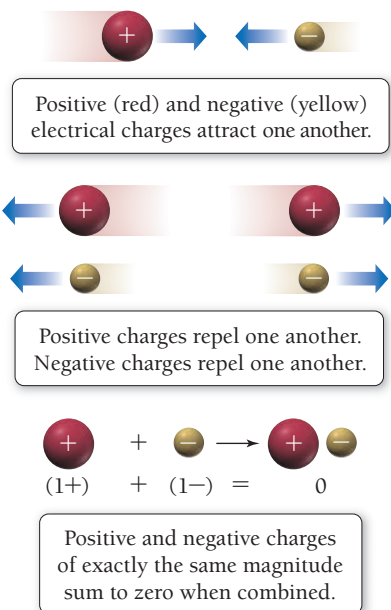 + −
Positive (red) and negative (yellow)
electrical charges attract one another.
+ +
− −
Positive charges repel one another.
Negative charges repel one another.
+ + − + −
(1+) + (1−) = 0
Positive and negative charges
of exactly the same magnitude
sum to zero when combined.